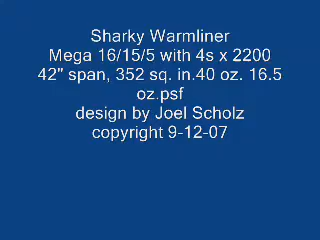 Sharky Warmliner
Mega 16/15/5 with 4s x 2200
42" span, 352 sq. in.40 oz. 16.5
oz.psf
design by Joel Scholz
copyright 9-12-07